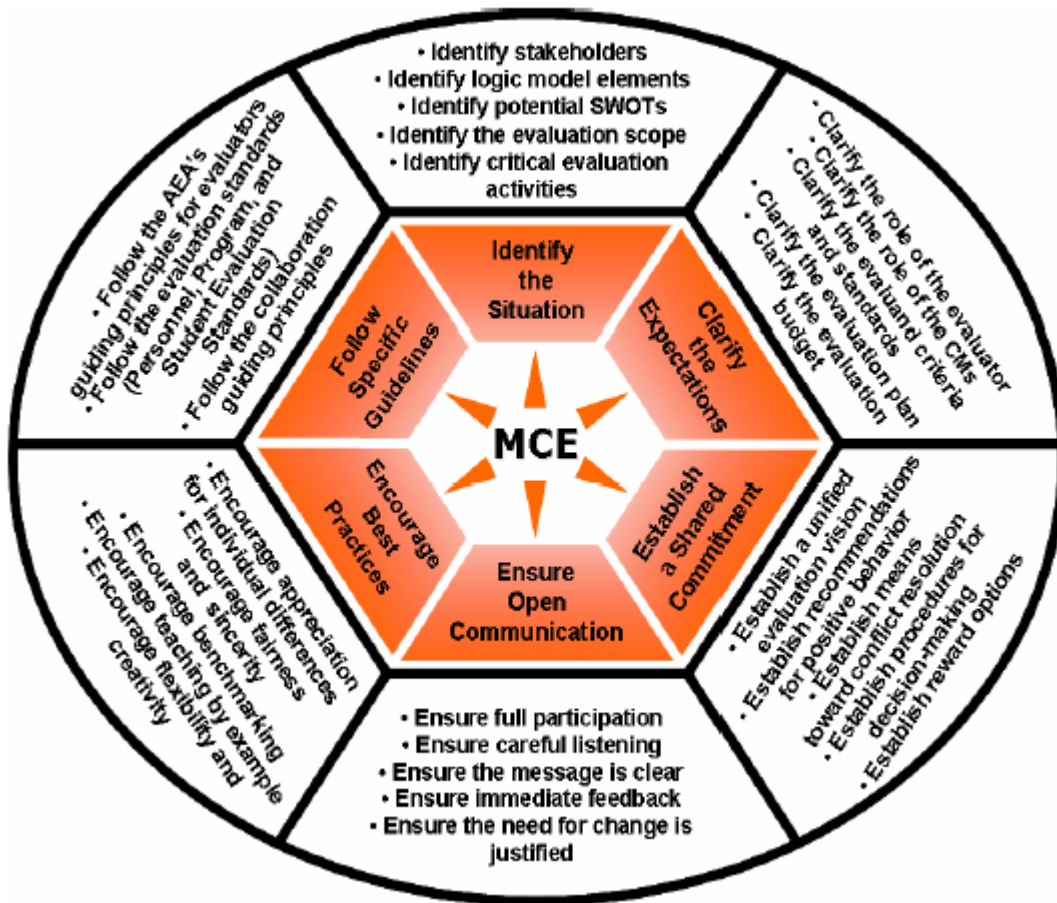 • Identify stakeholders
• Identify logic model elements
• Identify potential SWOTs
• Identify the evaluation scope
• Identify critical evaluation
activities
• Clarify the role of the evaluator
• Clarify the role of the CMs
• Clarify the evaluand criteria
and standards
• Clarify the evaluation plan
• Clarify the evaluation
budget
• Establish a unified
evaluation vision
• Establish recommendations
for positive behaviors
• Establish means
toward conflict resolution
• Establish procedures for
decision-making
• Establish reward options
• Ensure full participation
• Ensure careful listening
• Ensure the message is clear
• Ensure immediate feedback
• Ensure the need for change is
justified
• Encourage appreciation
for individual differences
• Encourage fairness
and sincerity
• Encourage benchmarking
• Encourage teaching by example
• Encourage flexibility and
creativity
• Follow the AEA's
guiding principles for evaluators
• Follow the evaluation standards
(Personnel, Program, and
Student Evaluation
Standards)
• Follow the collaboration
guiding principles
Identify
the
Situation
Clarify
the
Expectations
Establish
a Shared
Commitment
Ensure
Open
Communication
Encourage
Best
Practices
Follow
Specific
Guidelines
MCE